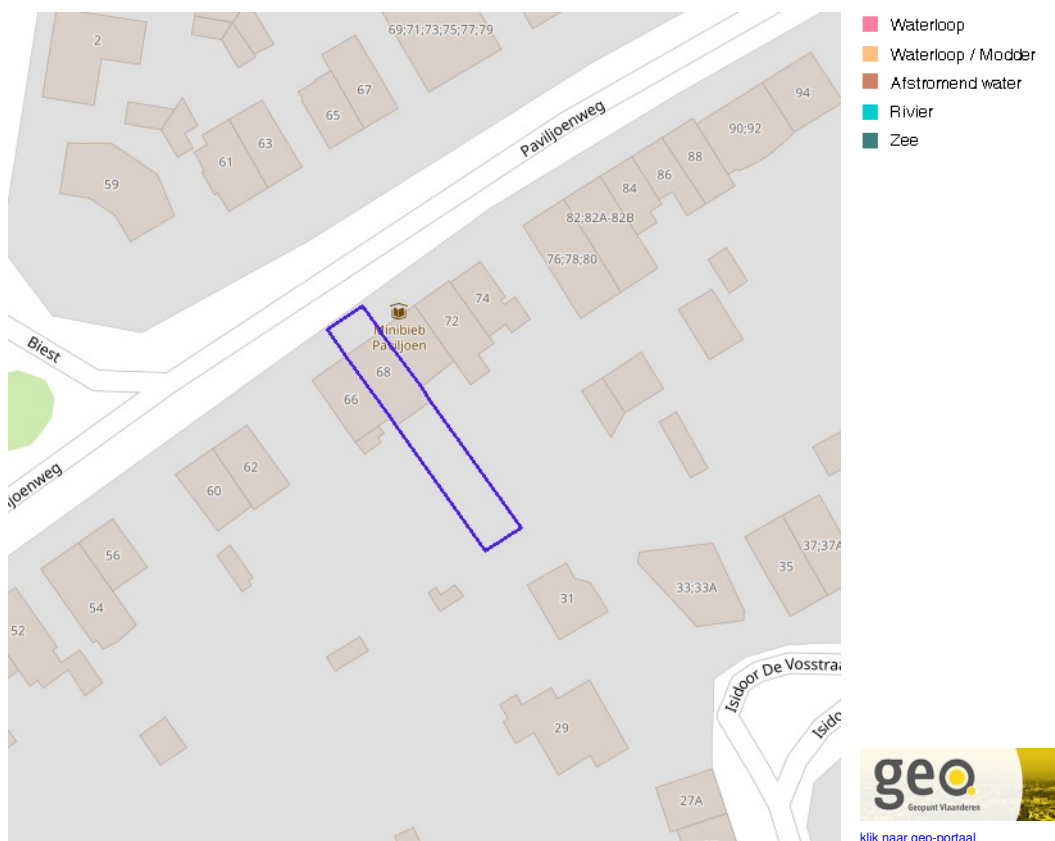 69;71;73;75;77;79
2
67
65
63
61
59
94
90;92
88
86
84
82;82A-82B
76;78;80
Paviljoenweg
Biest
74
72
Minibieb
Paviljoen
68
66
62
60
joenweg
56
54
52
37;37A
35
33;33A
31
29
27A
Isidoor De Vosstraa
Isido
Waterloop
Waterloop / Modder
Afstromend water
Rivier
Zee
geo
Geopunt Vlaanderen
klik naar geo-portaal